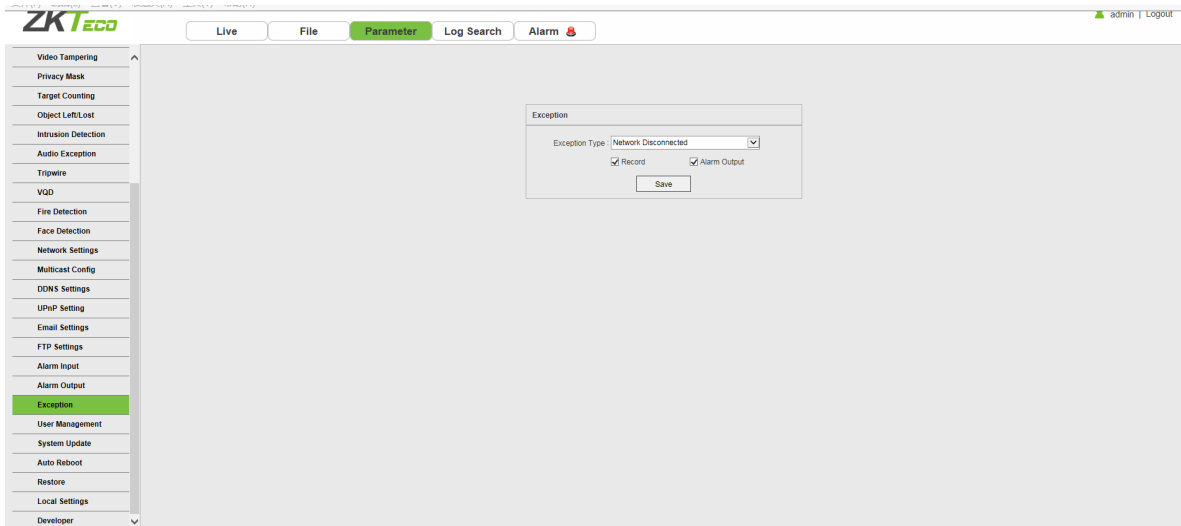 ZKTeco
admin | Logout
Live File Parameter Log Search Alarm
Video Tampering
Privacy Mask
Target Counting
Object Left/Lost
Intrusion Detection
Audio Exception
Tripwire
VQD
Fire Detection
Face Detection
Network Settings
Multicast Config
DDNS Settings
UPnP Setting
Email Settings
FTP Settings
Alarm Input
Alarm Output
Exception
User Management
System Update
Auto Reboot
Restore
Local Settings
Developer
Exception
Exception Type : Network Disconnected
Record Alarm Output
Save